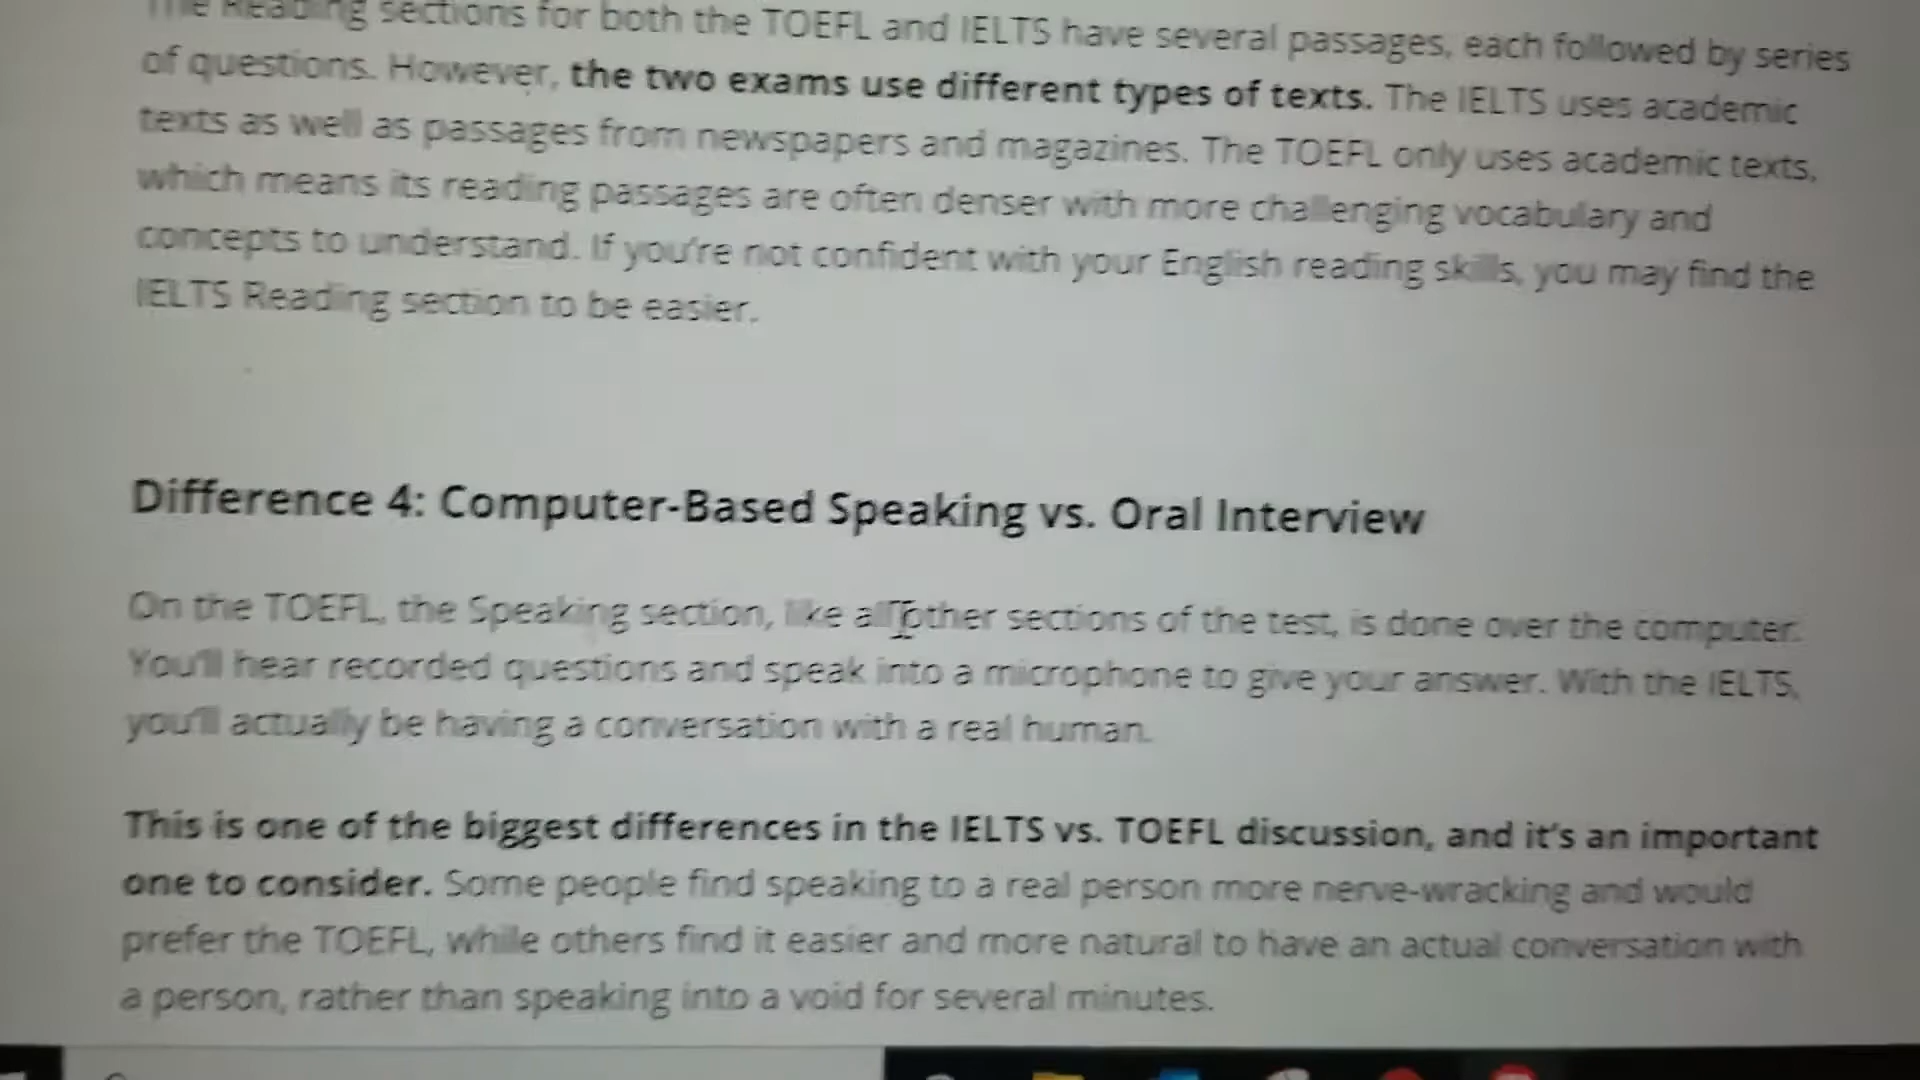 The Reading sections for both the TOEFL and IELTS have several passages, each followed by series
of questions. However, the two exams use different types of texts. The IELTS uses academic
texts as well as passages from newspapers and magazines. The TOEFL only uses academic texts,
which means its reading passages are often denser with more challenging vocabulary and
concepts to understand. If you're not confident with your English reading skills, you may find the
IELTS Reading section to be easier.
Difference 4: Computer-Based Speaking vs. Oral Interview
On the TOEFL, the Speaking section, like all other sections of the test, is done over the computer.
You'll hear recorded questions and speak into a microphone to give your answer. With the IELTS,
you'll actually be having a conversation with a real human.
This is one of the biggest differences in the IELTS vs. TOEFL discussion, and it's an important
one to consider. Some people find speaking to a real person more nerve-wracking and would
prefer the TOEFL, while others find it easier and more natural to have an actual conversation with
a person, rather than speaking into a void for several minutes.